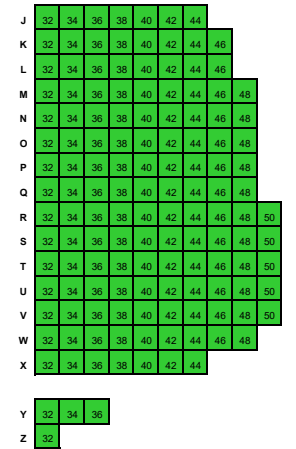 J 32 34 36 38 40 42 44
K 32 34 36 38 40 42 44 46
L 32 34 36 38 40 42 44 46
M 32 34 36 38 40 42 44 46 48
N 32 34 36 38 40 42 44 46 48
O 32 34 36 38 40 42 44 46 48
P 32 34 36 38 40 42 44 46 48
Q 32 34 36 38 40 42 44 46 48
R 32 34 36 38 40 42 44 46 48 50
S 32 34 36 38 40 42 44 46 48 50
T 32 34 36 38 40 42 44 46 48 50
U 32 34 36 38 40 42 44 46 48 50
V 32 34 36 38 40 42 44 46 48 50
W 32 34 36 38 40 42 44 46 48
X 32 34 36 38 40 42 44
Y 32 34 36
Z 32